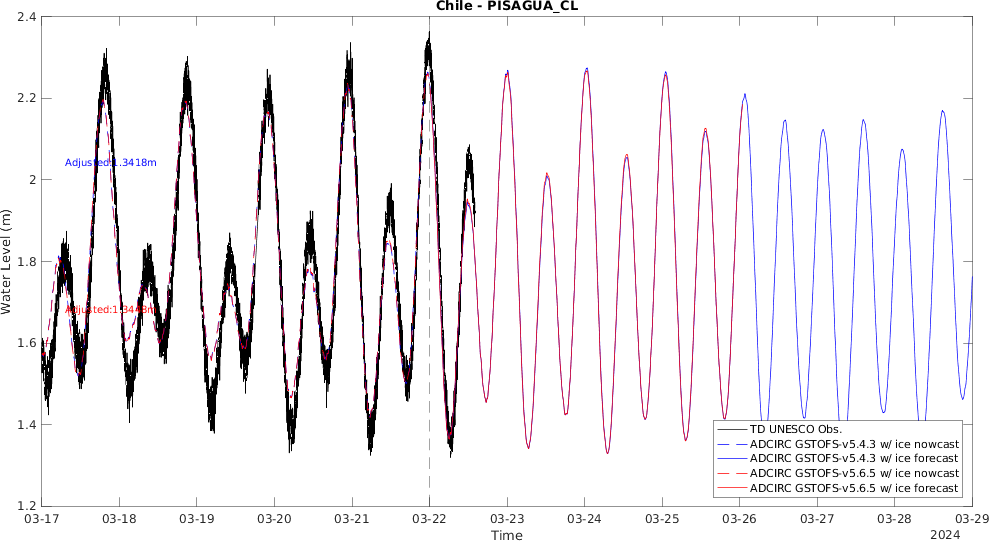 Chile - PISAGUA_CL
2.4
2.2
2
1.8
1.6
1.4
1.2
Water Level (m)
Adjusted:1.3418m
Adjusted:1.3448m
TD UNESCO Obs.
ADCIRC GSTOFS-v5.4.3 w/ ice nowcast
ADCIRC GSTOFS-v5.4.3 w/ ice forecast
ADCIRC GSTOFS-v5.6.5 w/ ice nowcast
ADCIRC GSTOFS-v5.6.5 w/ ice forecast
03-17 03-18 03-19 03-20 03-21 03-22 03-23 03-24 03-25 03-26 03-27 03-28 03-29
Time
2024